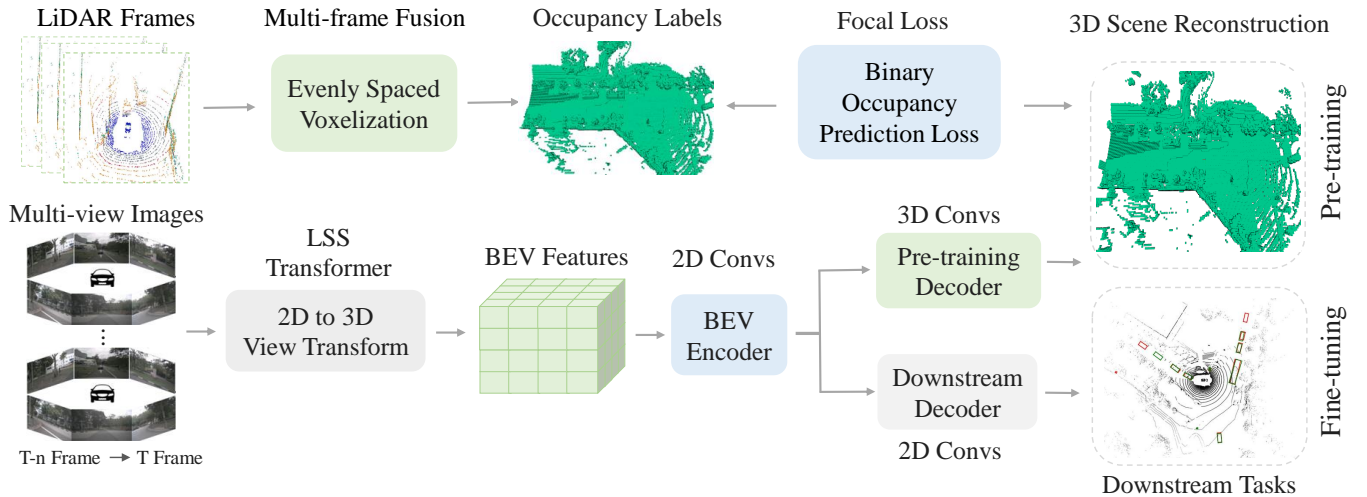 LiDAR Frames
Multi-frame Fusion
Occupancy Labels
Focal Loss
3D Scene Reconstruction
Evenly Spaced
Voxelization
Binary
Occupancy
Prediction Loss
Pre-training
Multi-view Images
LSS
Transformer
BEV Features
2D Convs
3D Convs
2D to 3D
View Transform
BEV
Encoder
Pre-training
Decoder
Downstream
Decoder
2D Convs
Fine-tuning
T-n Frame → T Frame
Downstream Tasks